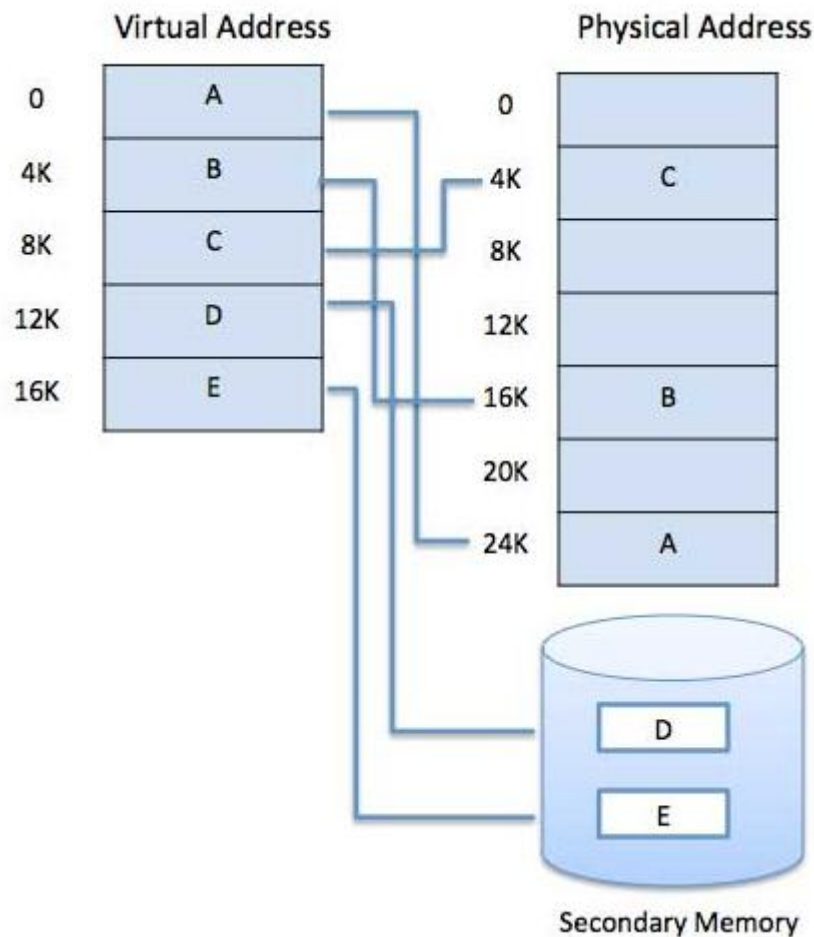 Virtual Address
0 A
4K B
8K C
12K D
16K E
Physical Address
0
4K C
8K
12K
16K B
20K
24K A
D
E
Secondary Memory